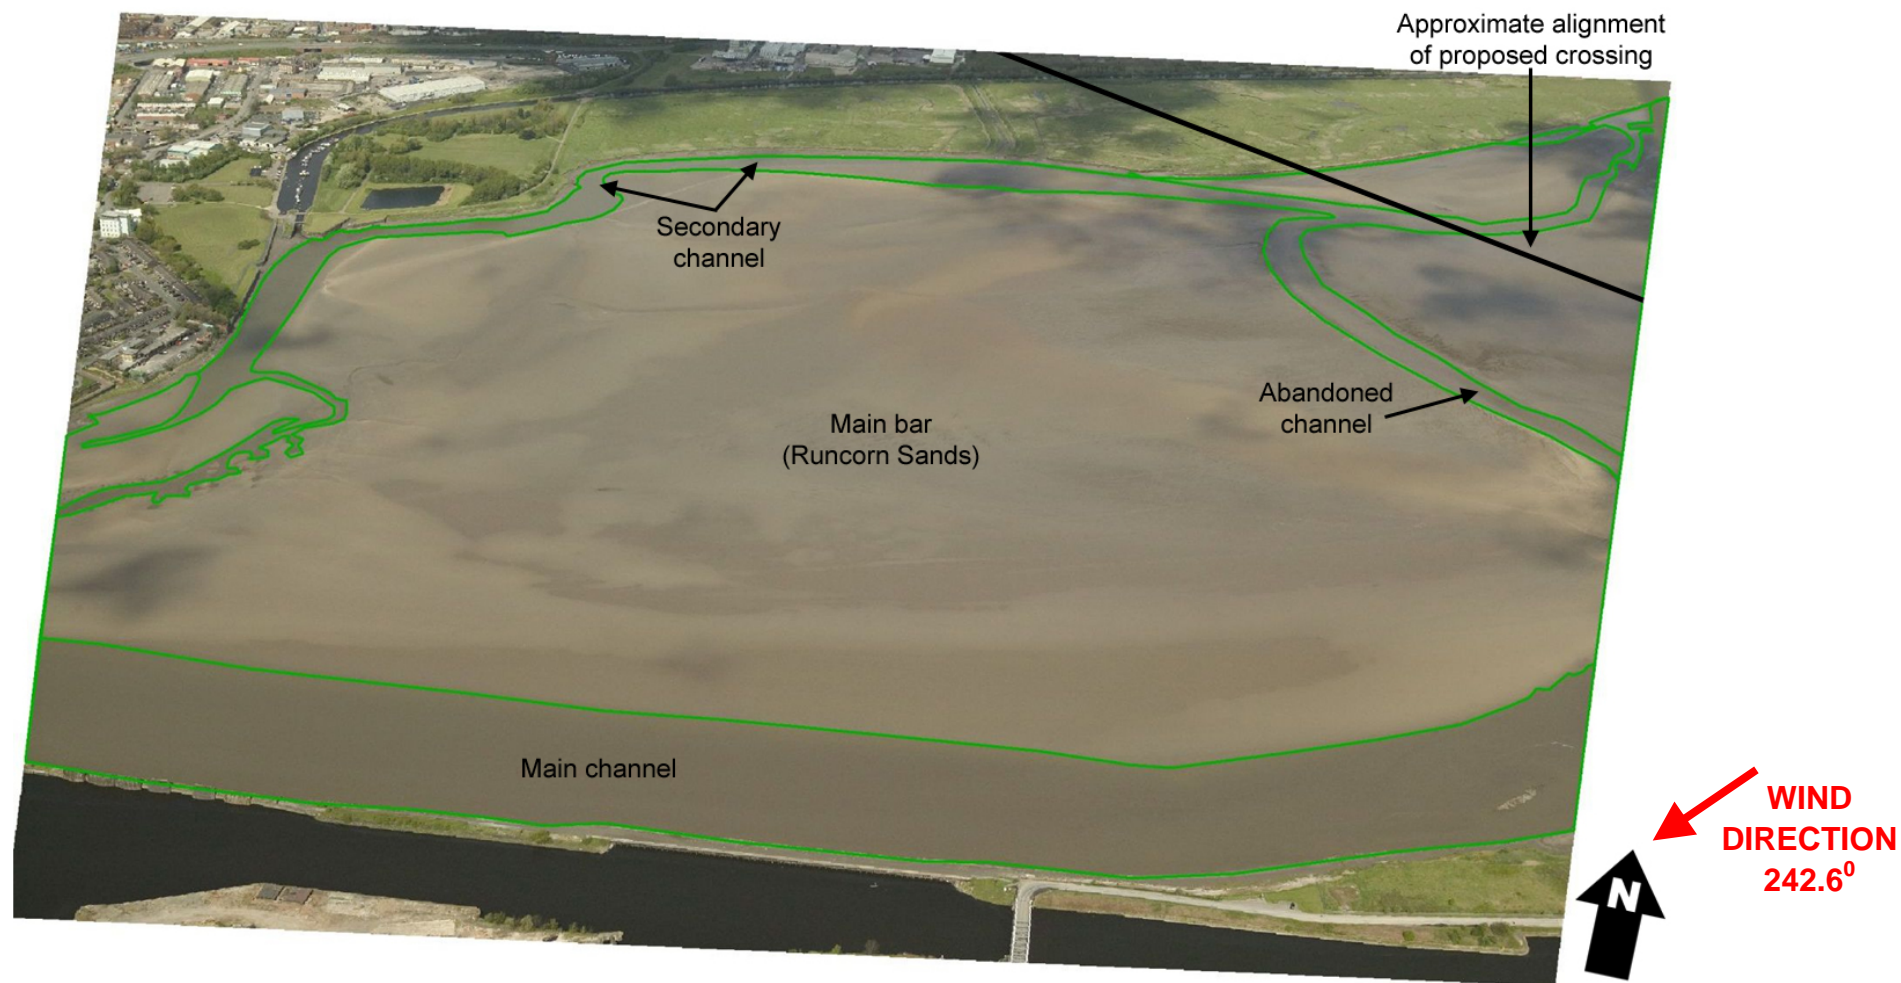 Approximate alignment
of proposed crossing
Secondary
channel
Abandoned
channel
Main bar
(Runcorn Sands)
Main channel
WIND
DIRECTION
242.6⁰
N